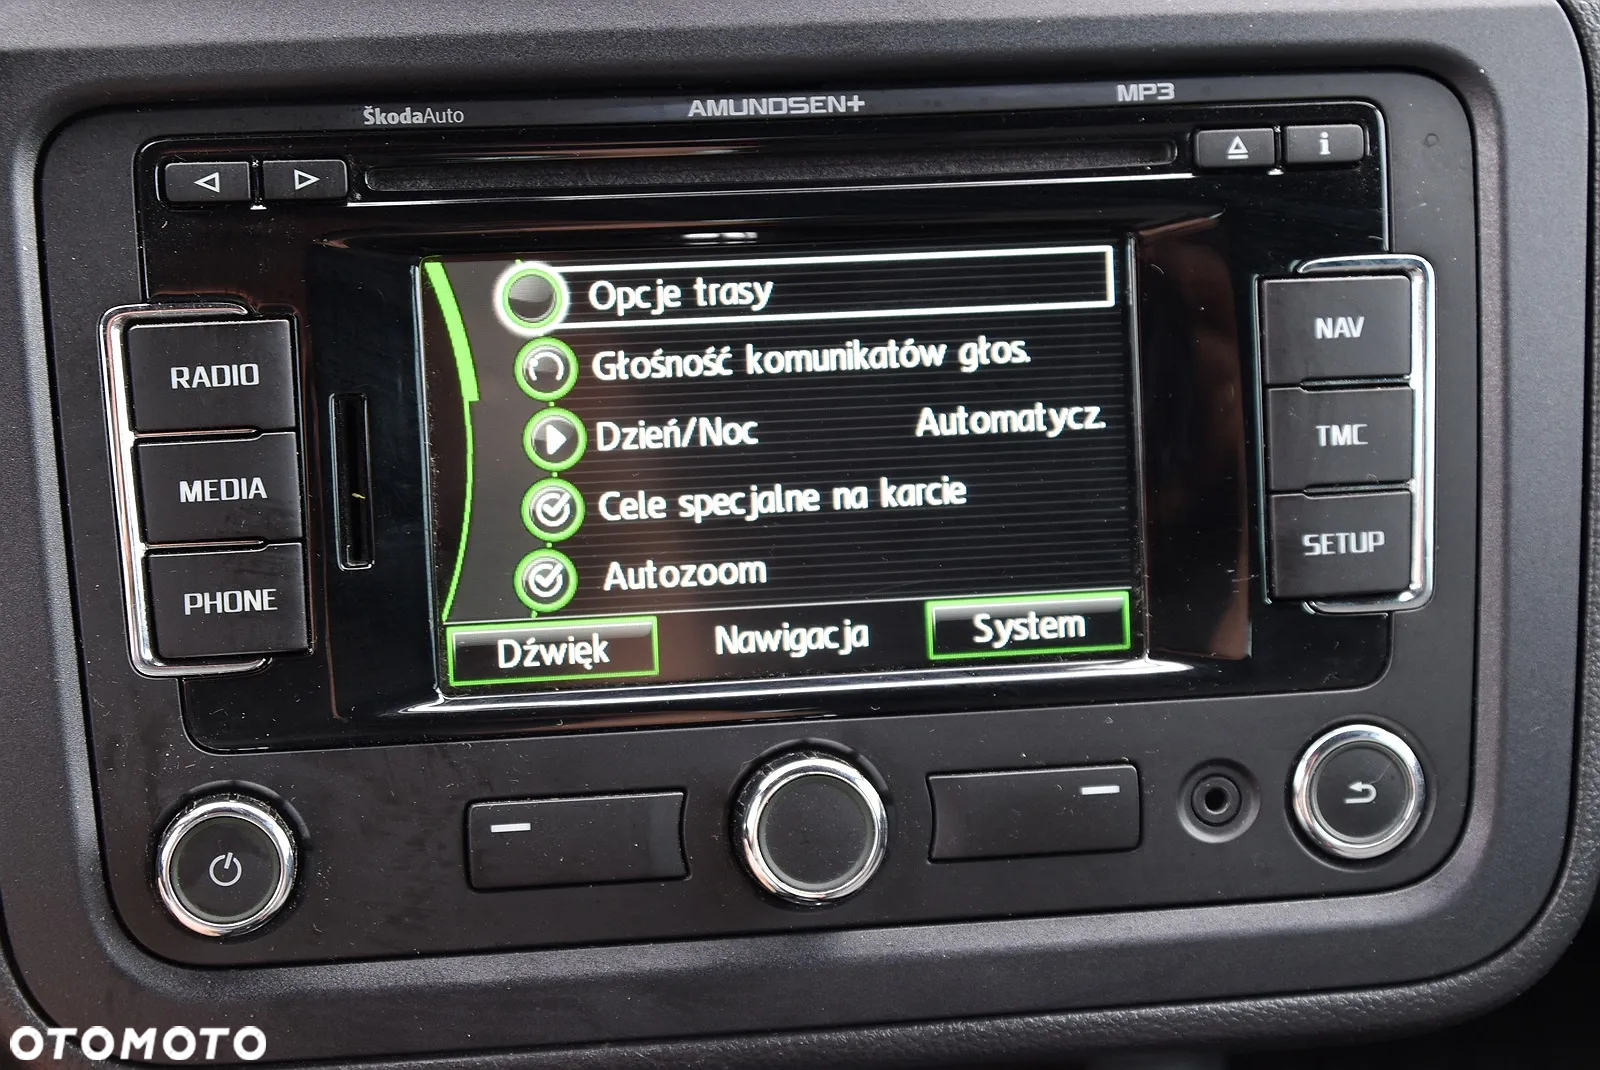 ŠkodaAuto
AMUNDSEN+
MP3
i
RADIO
MEDIA
PHONE
Opcje trasy
Głośność komunikatów głos.
Dzień/Noc Automatycz.
Cele specjalne na karcie
Autozoom
Dźwięk Nawigacja System
NAV
TMC
SETUP
OTOMOTO